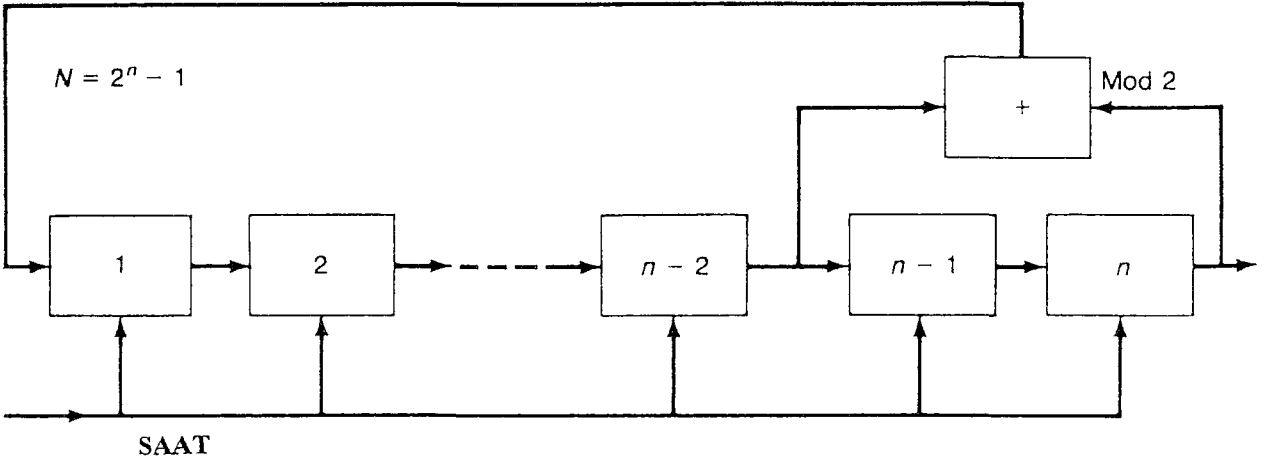 N = 2ⁿ − 1
Mod 2
+
1
2
n − 2
n − 1
n
SAAT